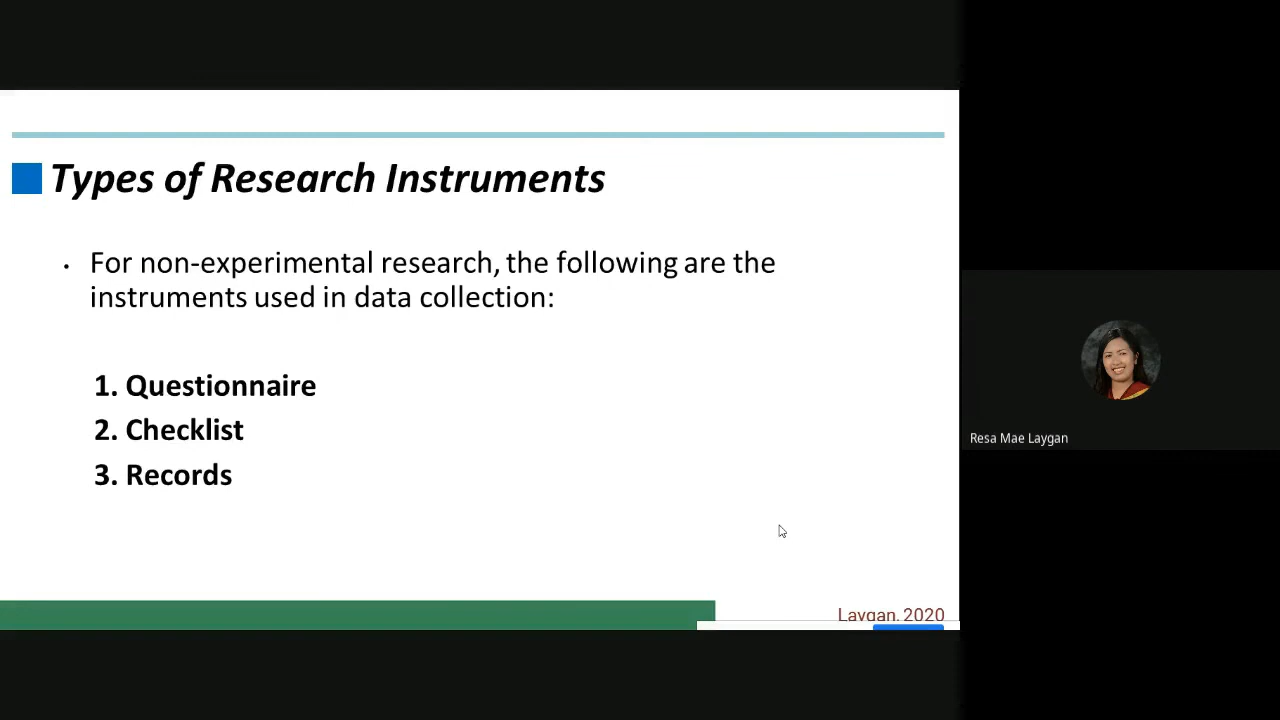 Types of Research Instruments
• For non-experimental research, the following are the
instruments used in data collection:
1. Questionnaire
2. Checklist
3. Records
Laygan, 2020
Resa Mae Laygan